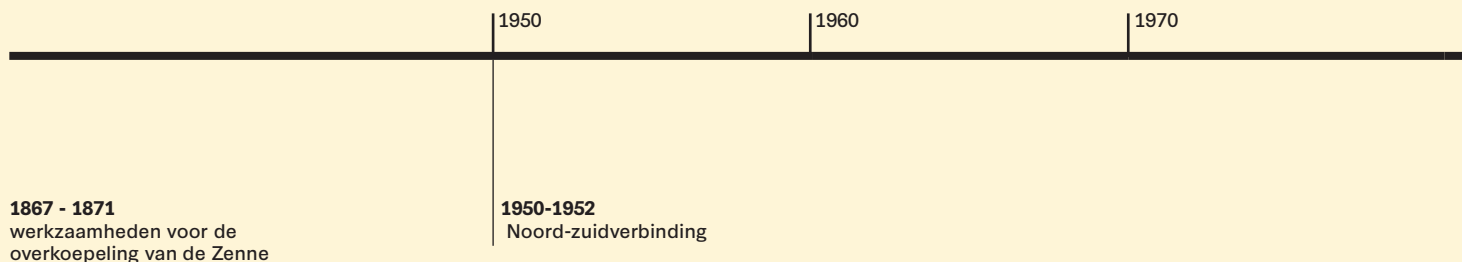 1950
1960
1970
1867 - 1871
werkzaamheden voor de
overkoepeling van de Zenne
1950-1952
Noord-zuidverbinding